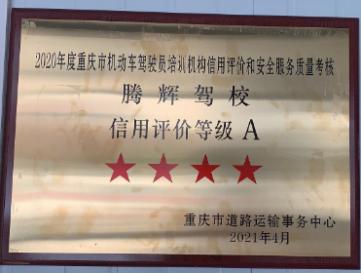 2020年度重庆市机动车驾驶员培训机构信用评价和安全服务质量考核
腾辉驾校
信用评价等级 A
重庆市道路运输事务中心
2021年4月